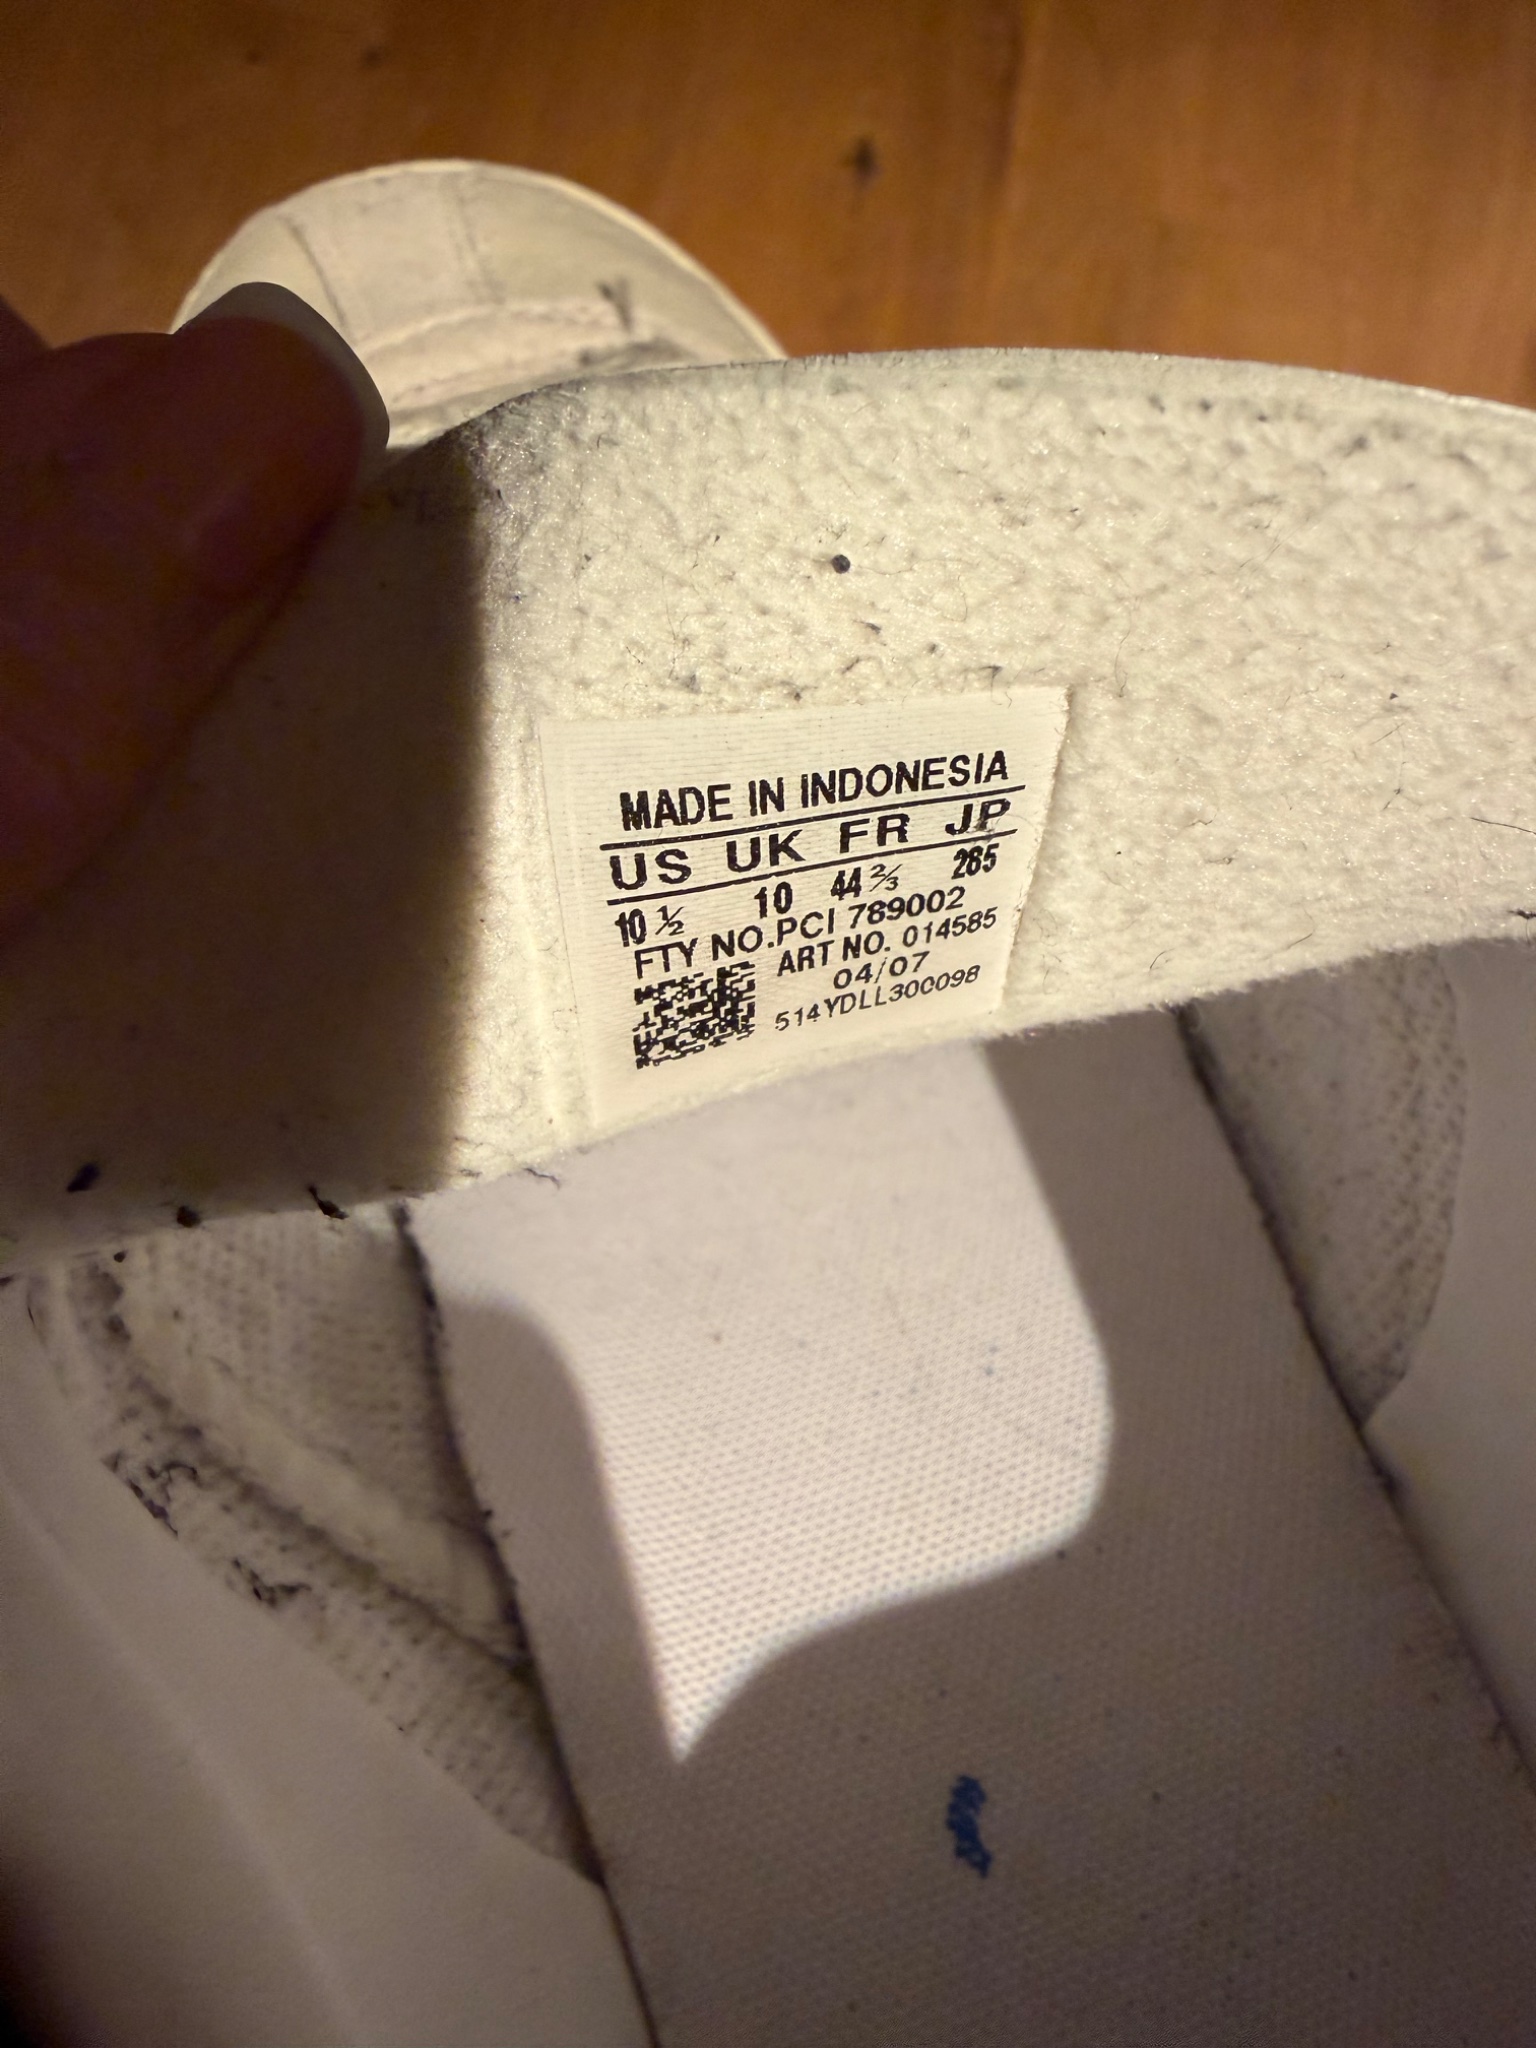 MADE IN INDONESIA
US UK FR JP
10 ½ 10 44 ⅔ 285
FTY NO.PCI 789002
ART NO. 014585
04/07
514YDLL300098